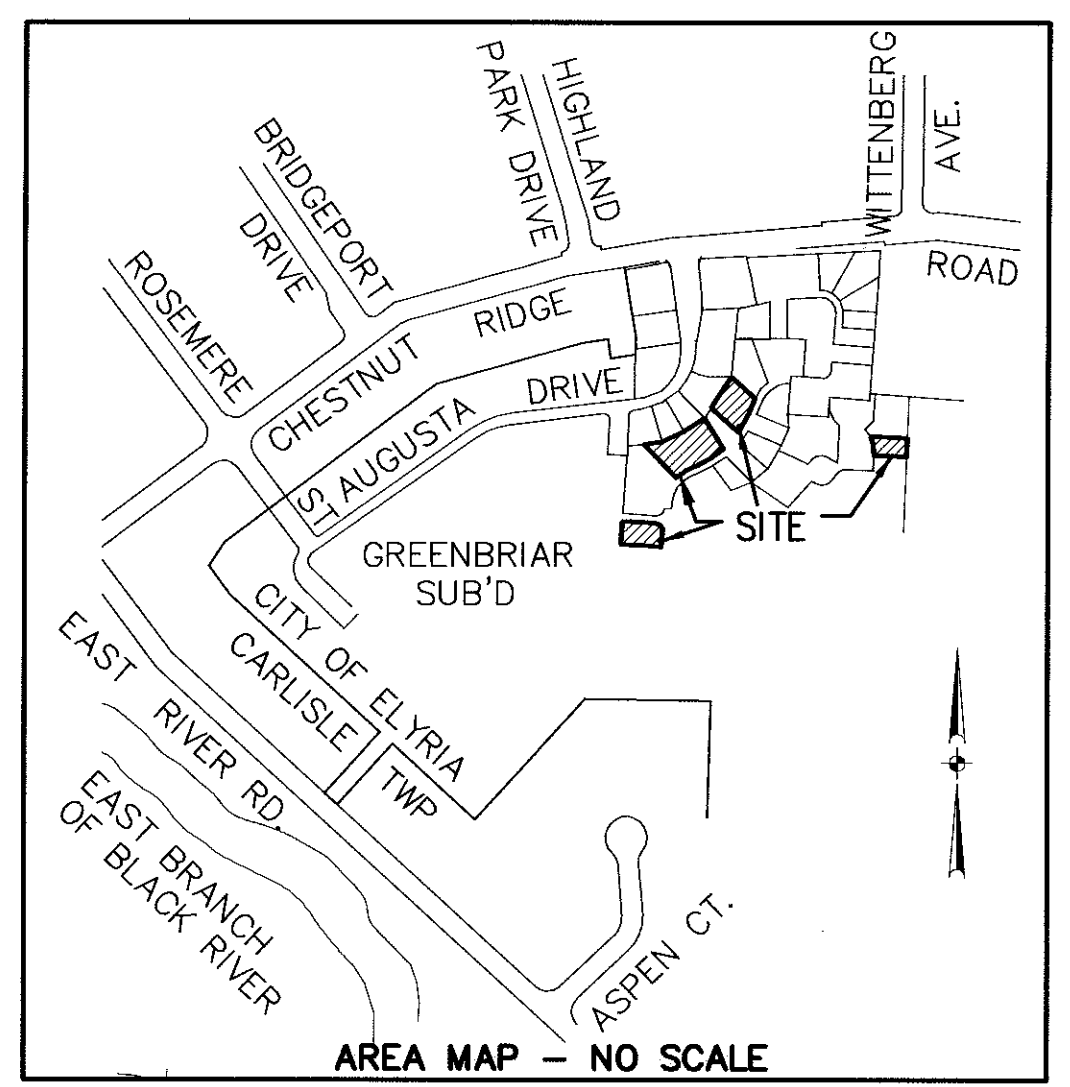 PARK DRIVE
HIGHLAND
WITTENBERG
AVE.
BRIDGEPORT
DRIVE
ROSEMERE
CHESTNUT RIDGE ROAD
ST AUGUSTA DRIVE
SITE
GREENBRIAR
SUB'D
CITY OF ELYRIA
CARLISLE TWP
EAST RIVER RD.
EAST BRANCH
OF BLACK RIVER
ASPEN CT.
AREA MAP – NO SCALE